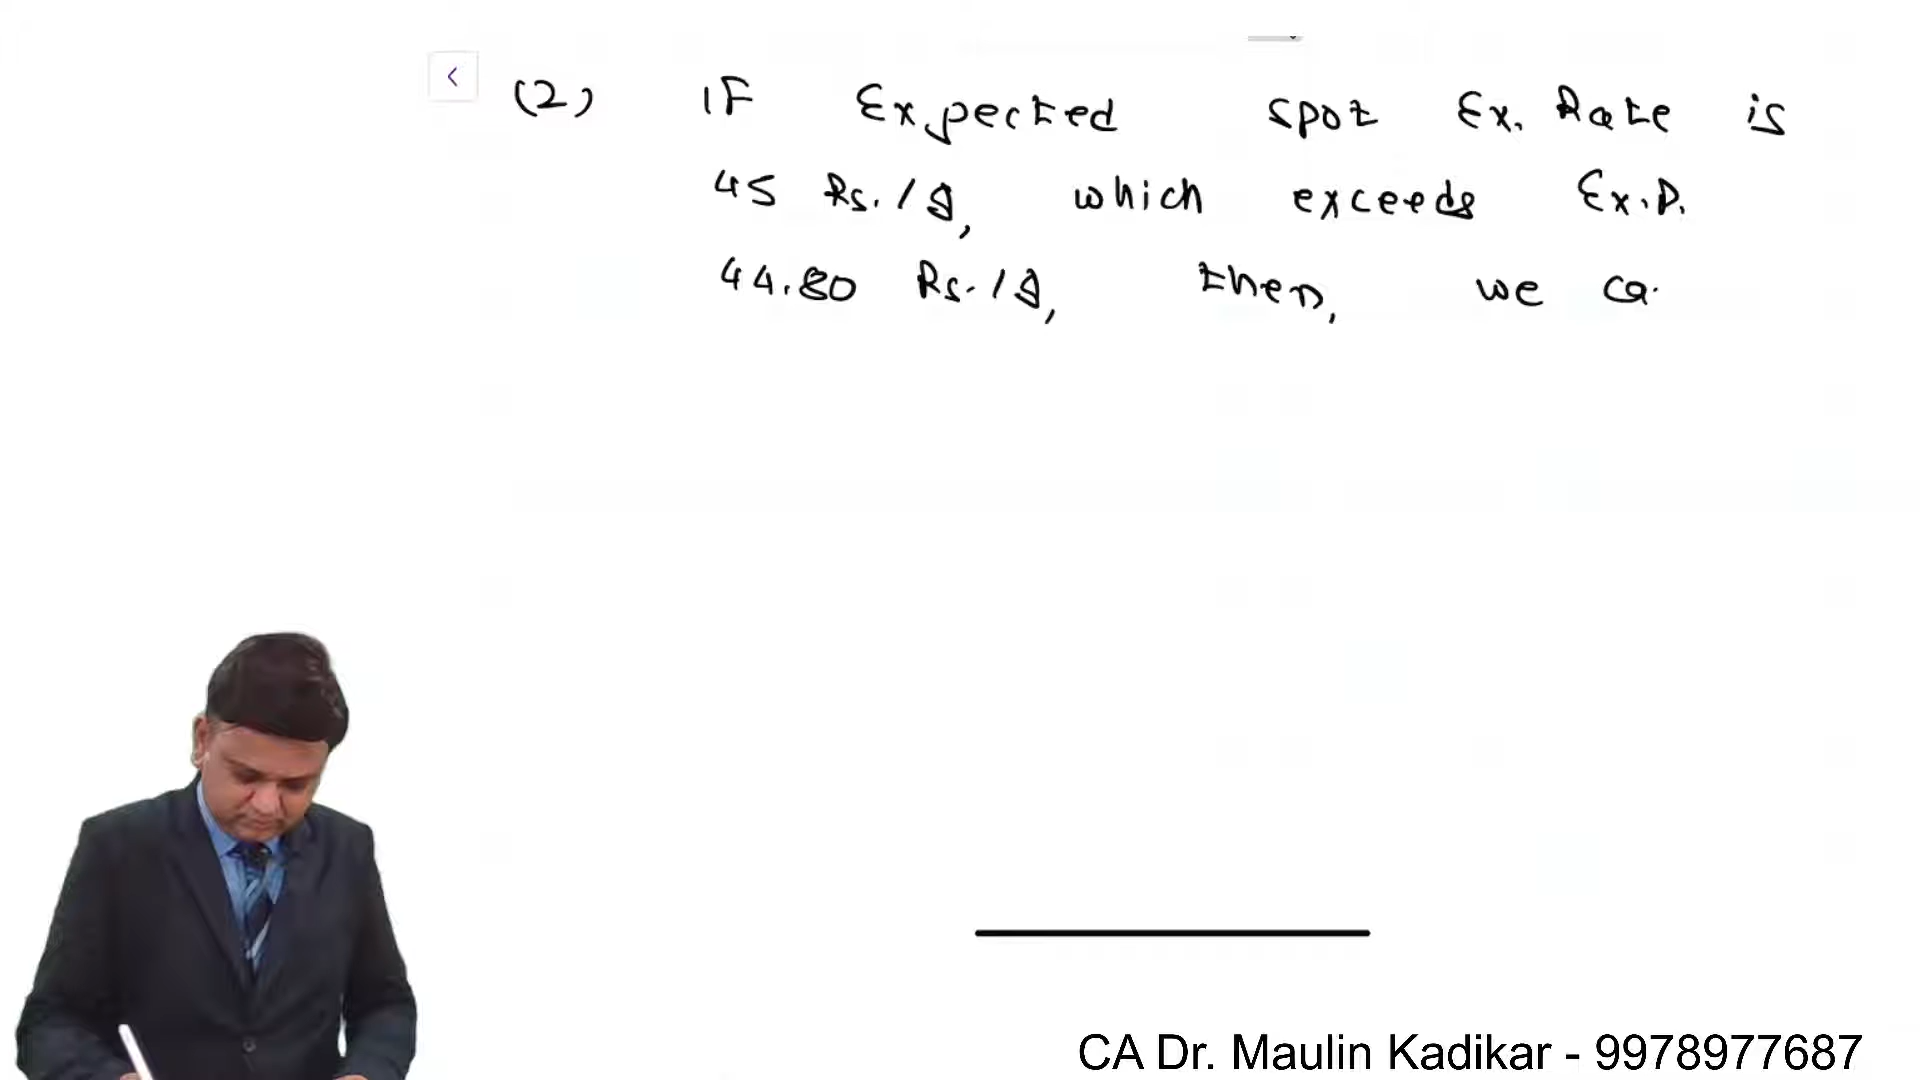 (2) IF Expected spot Ex. Rate is
45 Rs./$, which exceeds Ex.P.
44.80 Rs./$, then, we ca
CA Dr. Maulin Kadikar - 9978977687